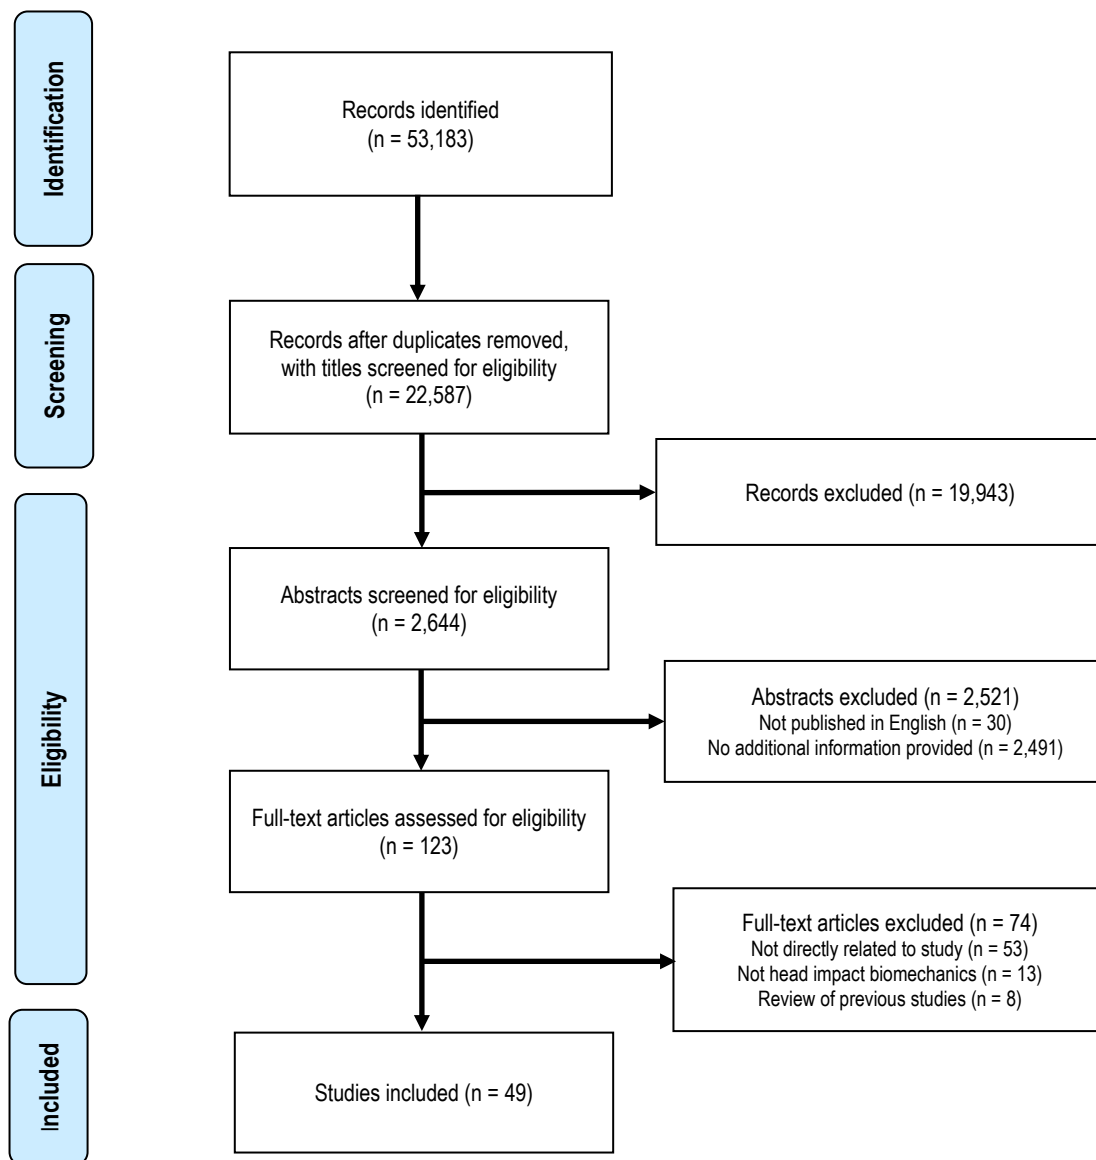 Identification
Records identified
(n = 53,183)
Screening
Records after duplicates removed,
with titles screened for eligibility
(n = 22,587)
Records excluded (n = 19,943)
Eligibility
Abstracts screened for eligibility
(n = 2,644)
Abstracts excluded (n = 2,521)
Not published in English (n = 30)
No additional information provided (n = 2,491)
Full-text articles assessed for eligibility
(n = 123)
Full-text articles excluded (n = 74)
Not directly related to study (n = 53)
Not head impact biomechanics (n = 13)
Review of previous studies (n = 8)
Included
Studies included (n = 49)